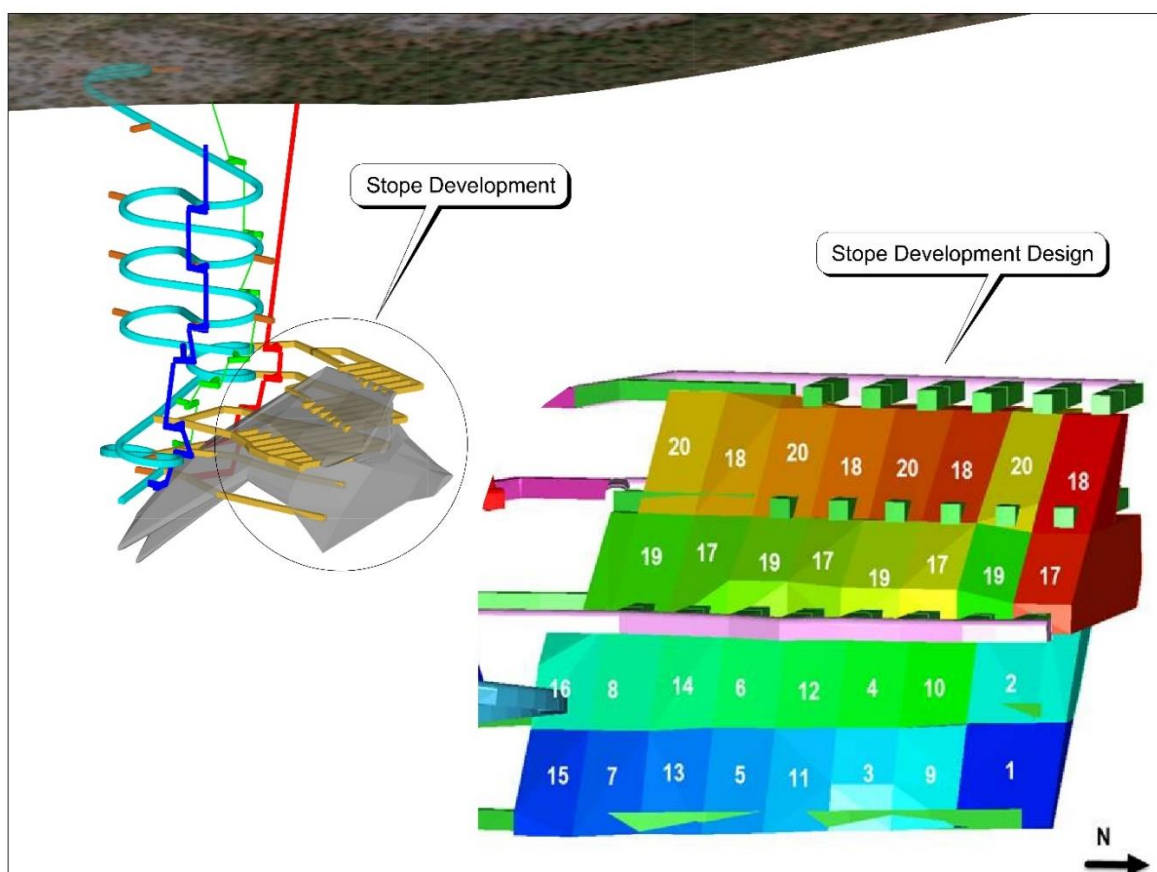 Stope Development
Stope Development Design
20 18 20 18 20 18 20 18
19 17 19 17 19 17 19 17
16 8 14 6 12 4 10 2
15 7 13 5 11 3 9 1
N